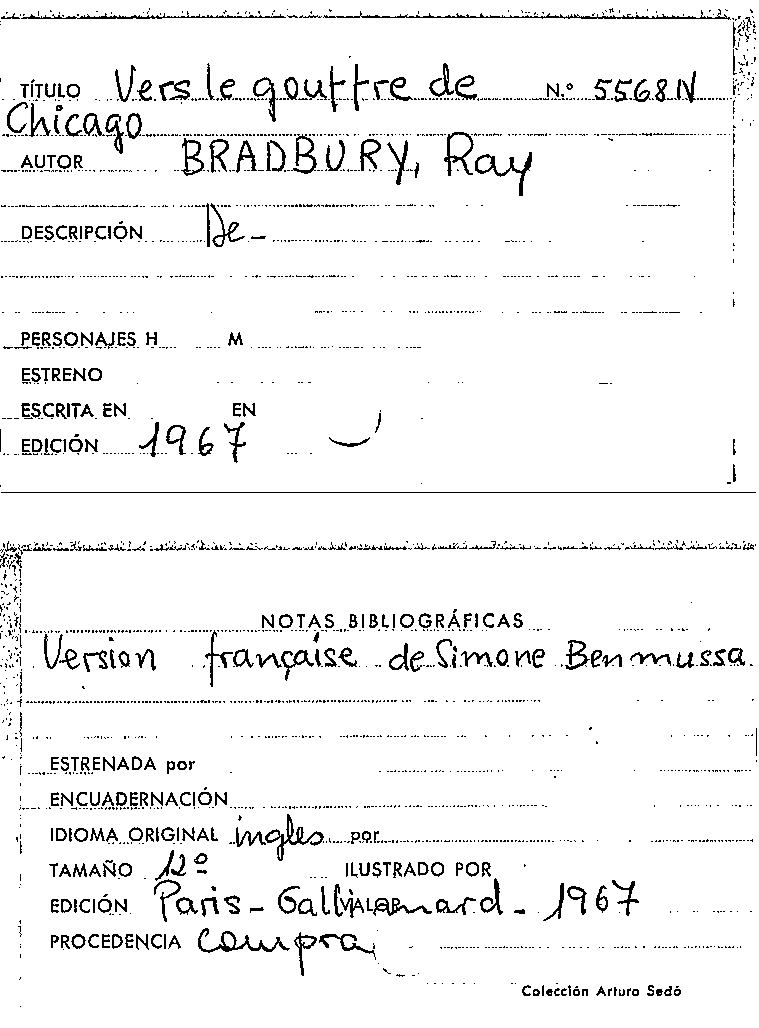 TÍTULO Vers le gouffre de N.º 5568N
Chicago
AUTOR BRADBURY, Ray
DESCRIPCIÓN De-
PERSONAJES H M
ESTRENO
ESCRITA EN EN
EDICIÓN 1967
NOTAS BIBLIOGRÁFICAS
Version française de Simone Benmussa.
ESTRENADA por
ENCUADERNACIÓN
IDIOMA ORIGINAL ingles por
TAMAÑO 12º ILUSTRADO POR
EDICIÓN Paris - Gallimard - 1967
PROCEDENCIA compra
Colección Arturo Sedó